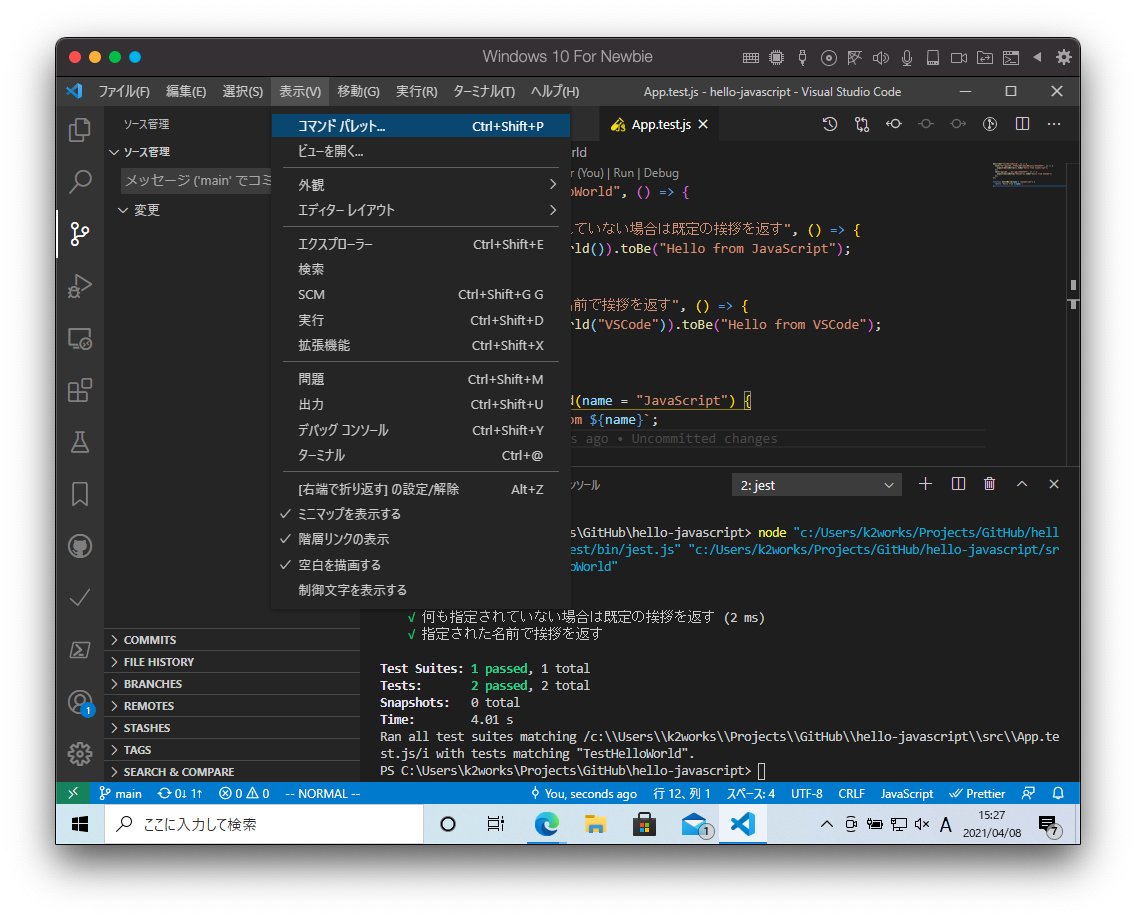 Windows 10 For Newbie
ファイル(F) 編集(E) 選択(S) 表示(V) 移動(G) 実行(R) ターミナル(T) ヘルプ(H) App.test.js - hello-javascript - Visual Studio Code
ソース管理
ソース管理
メッセージ ('main' でコミ
変更
コマンド パレット... Ctrl+Shift+P
ビューを開く...
外観
エディター レイアウト
エクスプローラー Ctrl+Shift+E
検索
SCM Ctrl+Shift+G G
実行 Ctrl+Shift+D
拡張機能 Ctrl+Shift+X
問題 Ctrl+Shift+M
出力 Ctrl+Shift+U
デバッグ コンソール Ctrl+Shift+Y
ターミナル Ctrl+@
[右端で折り返す] の設定/解除 Alt+Z
ミニマップを表示する
階層リンクの表示
空白を描画する
制御文字を表示する
App.test.js
rld
r (You) | Run | Debug
oWorld", () => {
れていない場合は既定の挨拶を返す", () => {
rld()).toBe("Hello from JavaScript");
名前で挨拶を返す", () => {
rld("VSCode")).toBe("Hello from VSCode");
d(name = "JavaScript") {
om ${name}`;
s ago • Uncommitted changes
ンソール
2: jest
s\GitHub\hello-javascript> node "c:/Users/k2works/Projects/GitHub/hell
est/bin/jest.js" "c:/Users/k2works/Projects/GitHub/hello-javascript/sr
oWorld"
√ 何も指定されていない場合は既定の挨拶を返す (2 ms)
√ 指定された名前で挨拶を返す
Test Suites: 1 passed, 1 total
Tests: 2 passed, 2 total
Snapshots: 0 total
Time: 4.01 s
Ran all test suites matching /c:\\Users\\k2works\\Projects\\GitHub\\hello-javascript\\src\\App.te
st.js/i with tests matching "TestHelloWorld".
PS C:\Users\k2works\Projects\GitHub\hello-javascript>
COMMITS
FILE HISTORY
BRANCHES
REMOTES
STASHES
TAGS
SEARCH & COMPARE
1
main 0↓ 1↑ 0 0 -- NORMAL -- You, seconds ago 行 12、列 1 スペース: 4 UTF-8 CRLF JavaScript Prettier
ここに入力して検索
1
A
15:27
2021/04/08
7